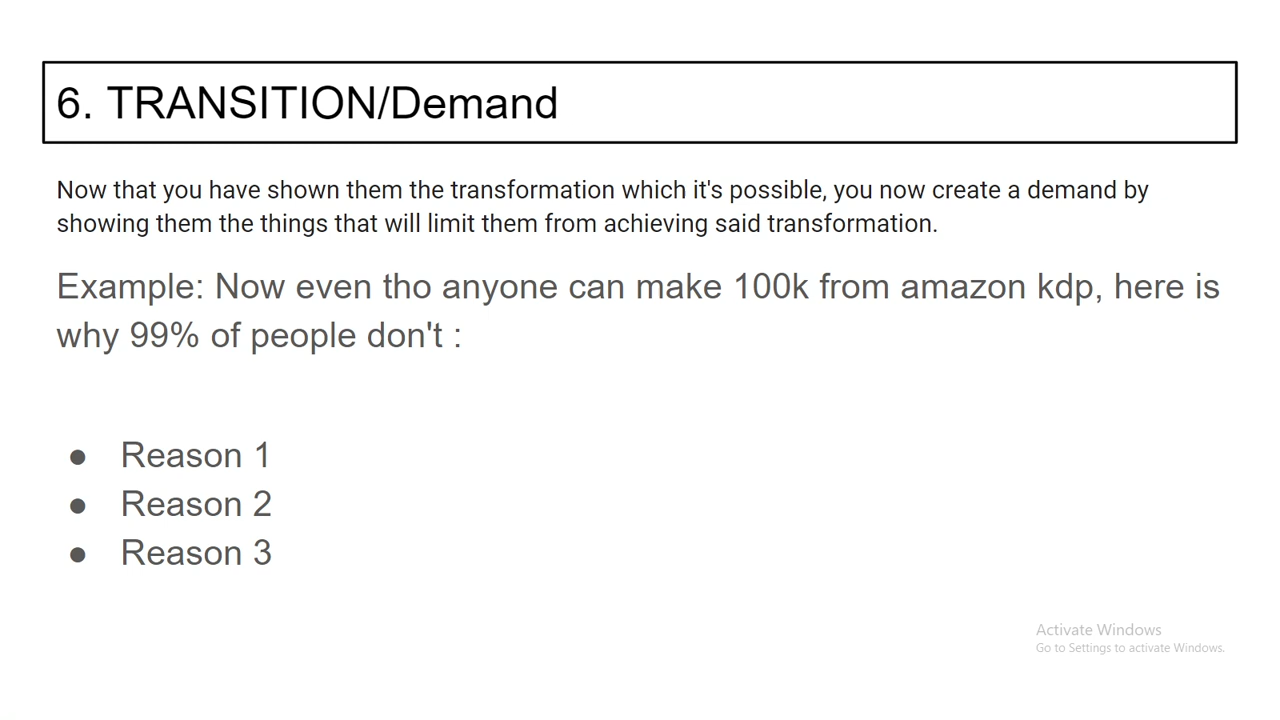 6. TRANSITION/Demand
Now that you have shown them the transformation which it's possible, you now create a demand by
showing them the things that will limit them from achieving said transformation.
Example: Now even tho anyone can make 100k from amazon kdp, here is
why 99% of people don't :
● Reason 1
● Reason 2
● Reason 3
Activate Windows
Go to Settings to activate Windows.